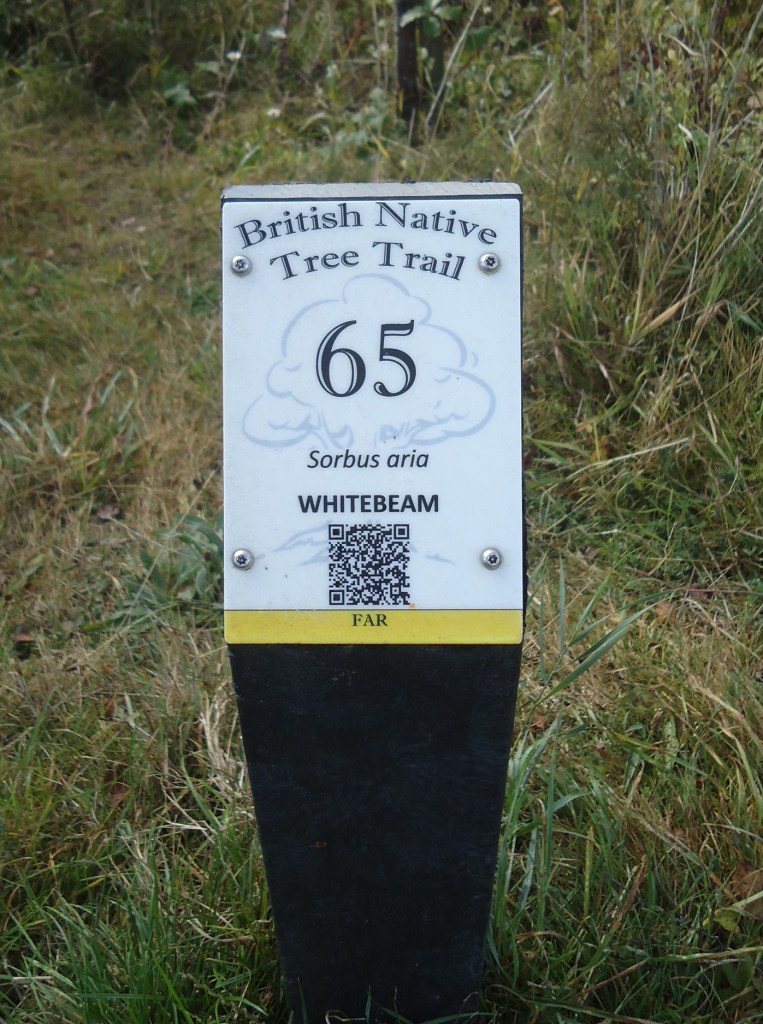 British Native
Tree Trail
65
Sorbus aria
WHITEBEAM
FAR